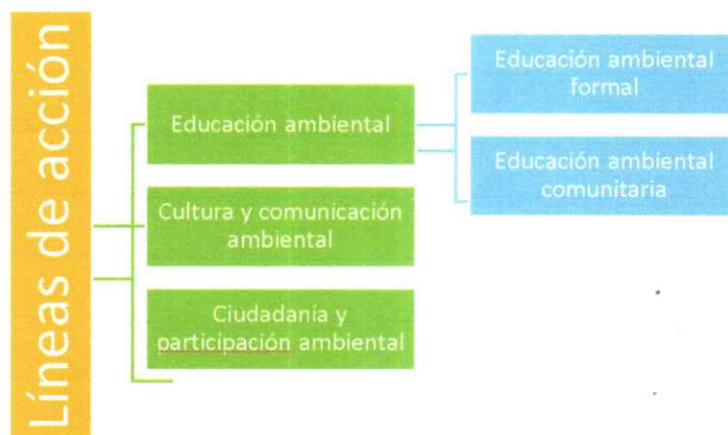 Líneas de acción
Educación ambiental
Cultura y comunicación
ambiental
Ciudadanía y
participación ambiental
Educación ambiental
formal
Educación ambiental
comunitaria